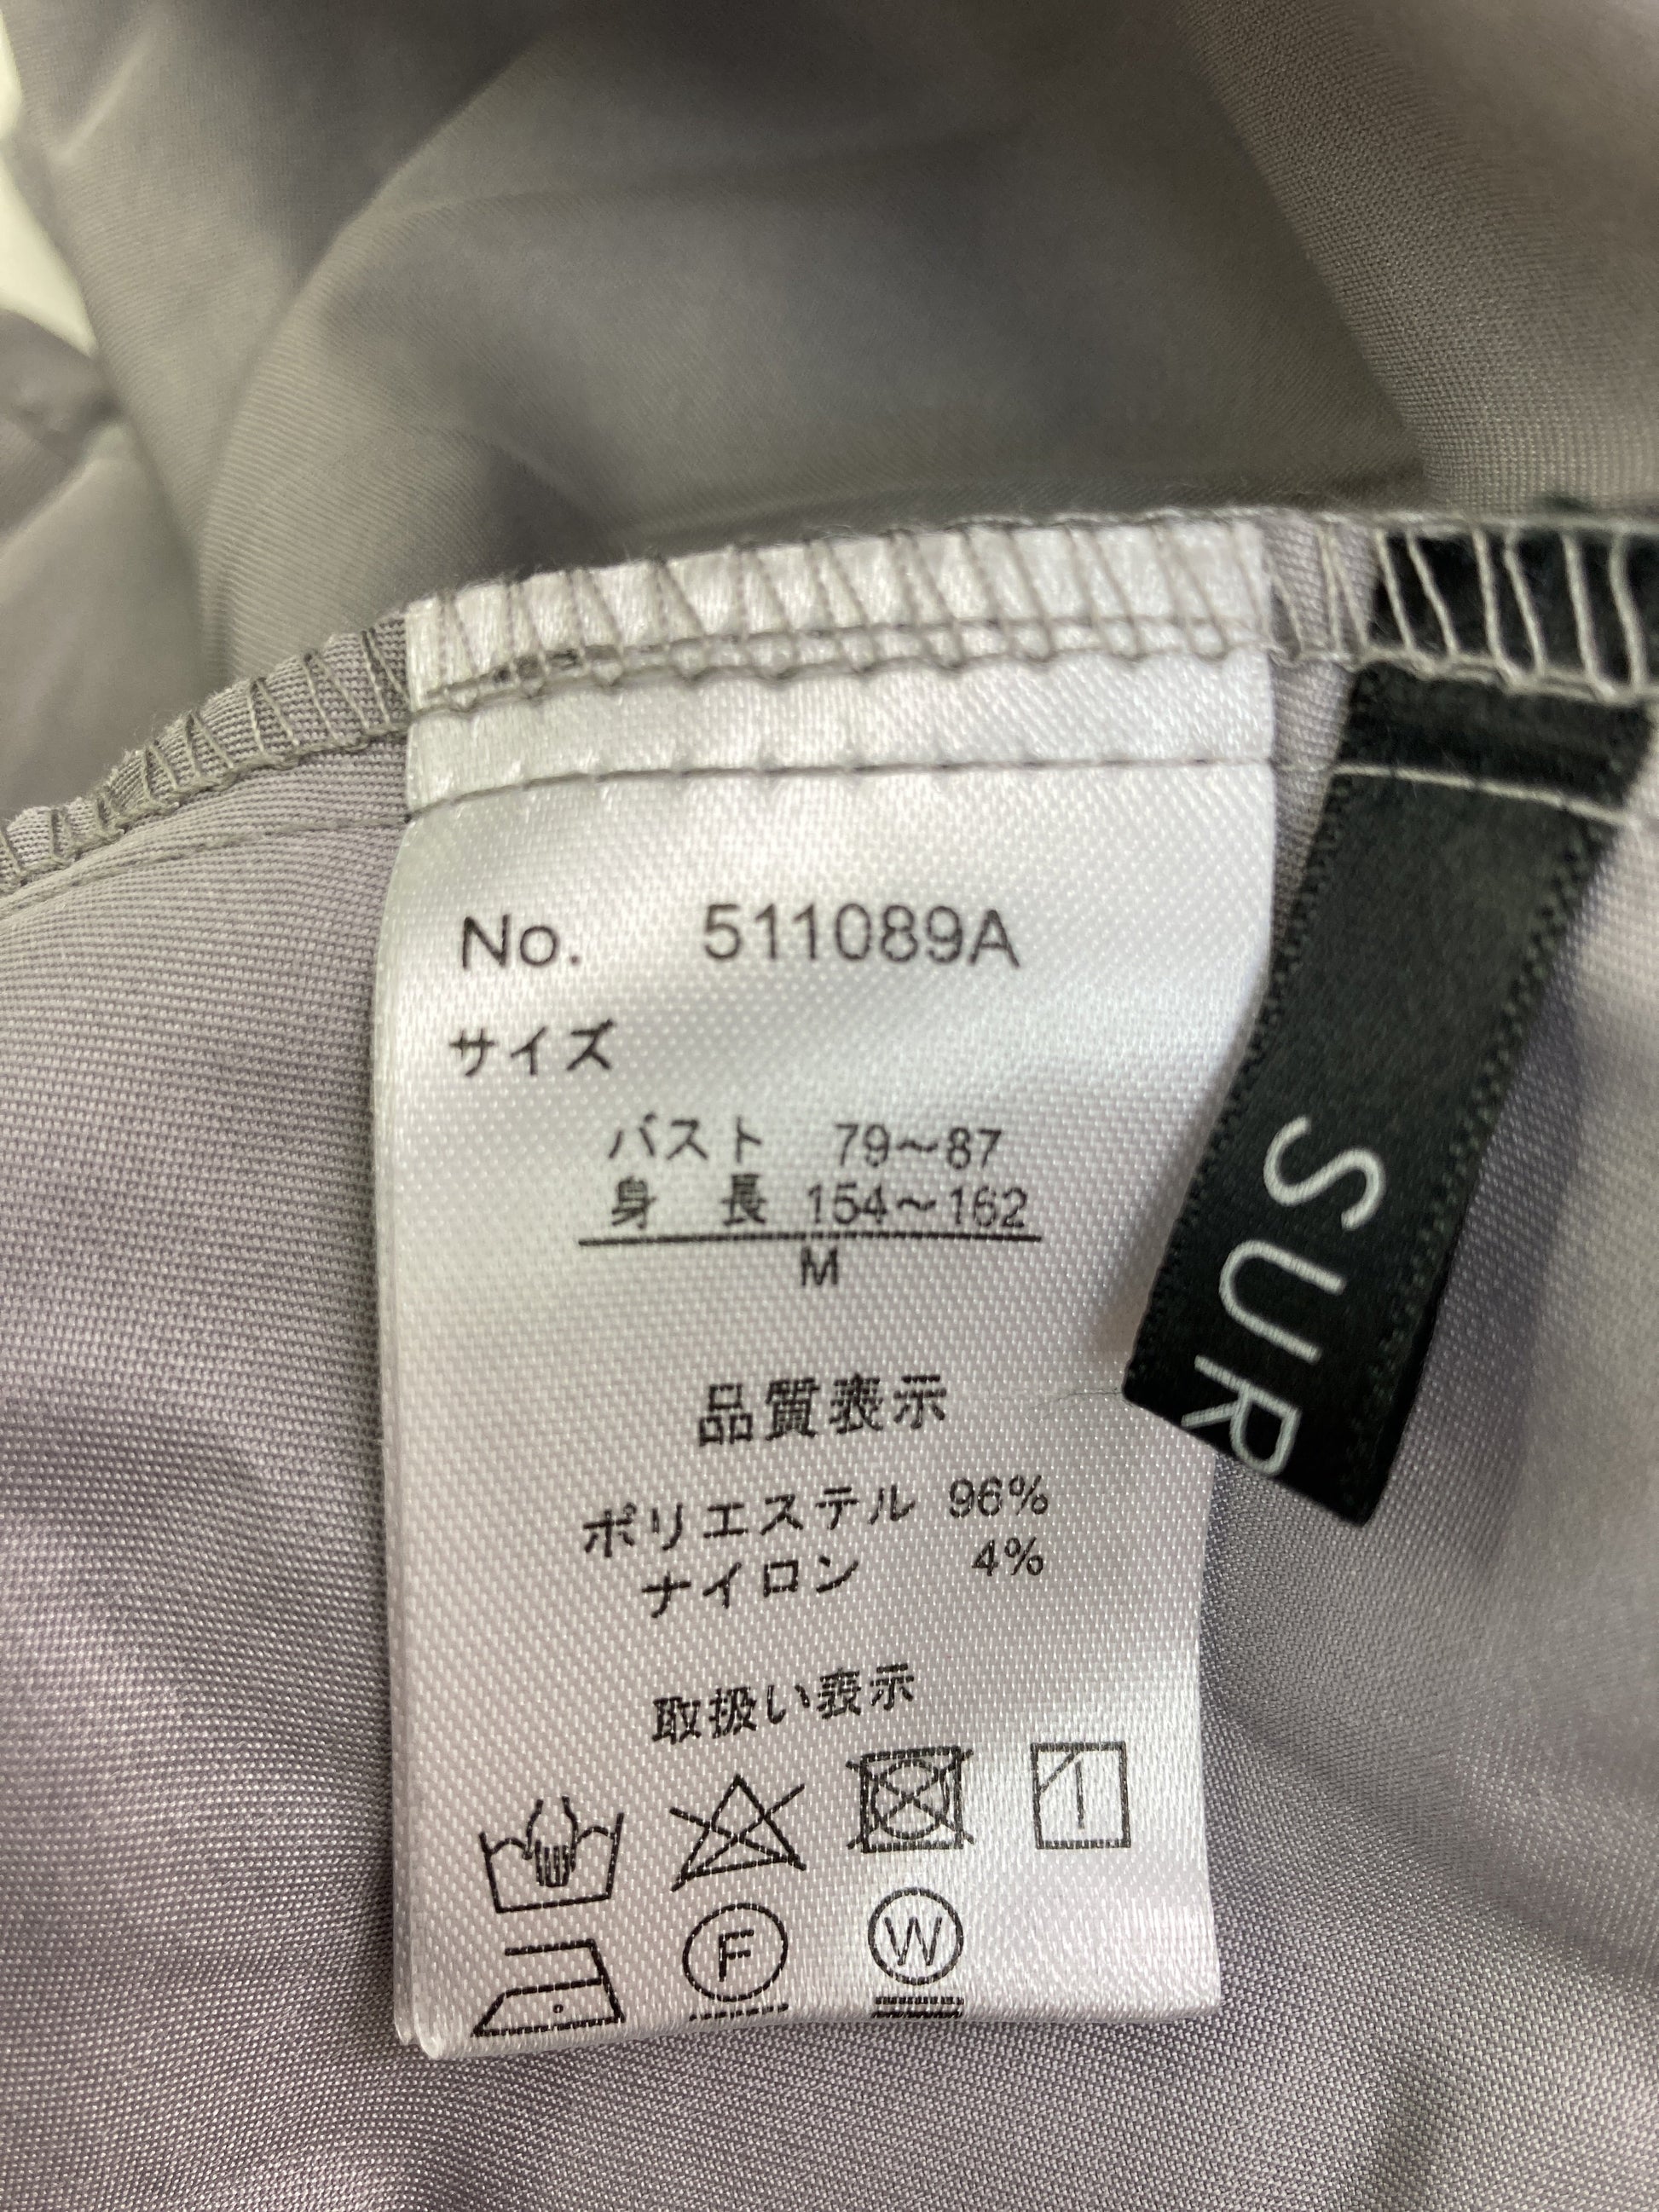 No. 511089A
サイズ
バスト 79～87
身 長 154～162
M
品質表示
ポリエステル 96%
ナイロン 4%
取扱い表示
F
W
SUR